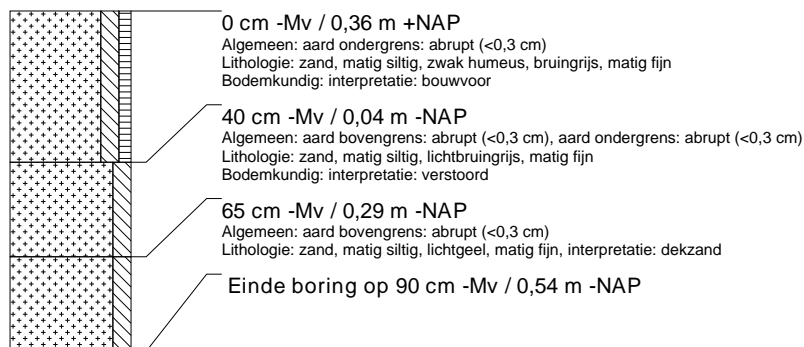 0 cm -Mv / 0,36 m +NAP
Algemeen: aard ondergrens: abrupt (<0,3 cm)
Lithologie: zand, matig siltig, zwak humeus, bruingrijs, matig fijn
Bodemkundig: interpretatie: bouwvoor
40 cm -Mv / 0,04 m -NAP
Algemeen: aard bovengrens: abrupt (<0,3 cm), aard ondergrens: abrupt (<0,3 cm)
Lithologie: zand, matig siltig, lichtbruingrijs, matig fijn
Bodemkundig: interpretatie: verstoord
65 cm -Mv / 0,29 m -NAP
Algemeen: aard bovengrens: abrupt (<0,3 cm)
Lithologie: zand, matig siltig, lichtgeel, matig fijn, interpretatie: dekzand
Einde boring op 90 cm -Mv / 0,54 m -NAP